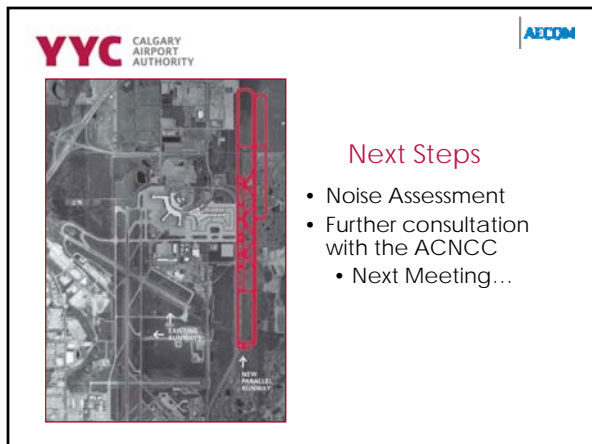 AECOM
YYC
CALGARY
AIRPORT
AUTHORITY
Next Steps
• Noise Assessment
• Further consultation
with the ACNCC
• Next Meeting…
EXISTING
RUNWAYS
NEW
PARALLEL
RUNWAY